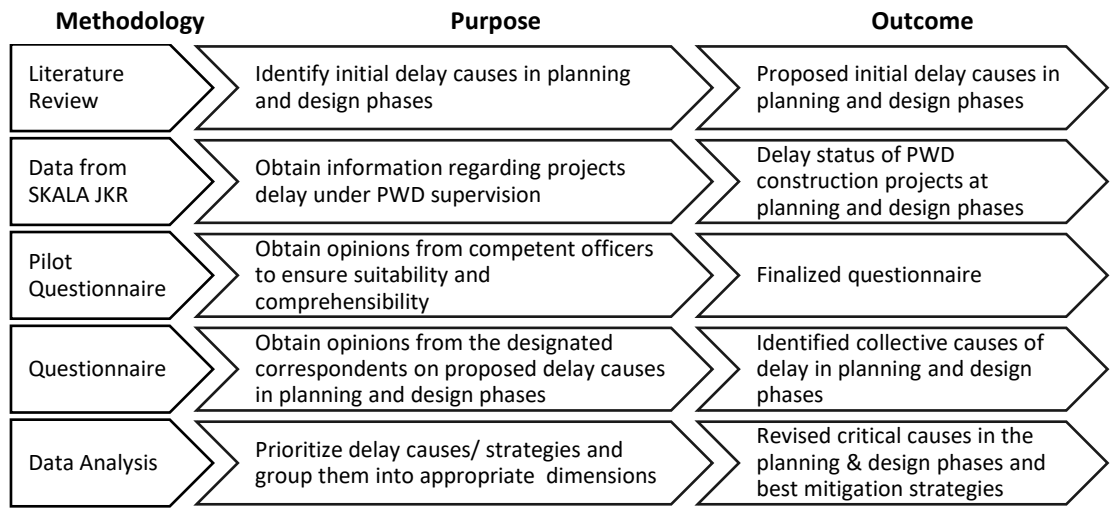 Methodology Purpose Outcome
Literature
Review
Identify initial delay causes in planning
and design phases
Proposed initial delay causes in
planning and design phases
Data from
SKALA JKR
Obtain information regarding projects
delay under PWD supervision
Delay status of PWD
construction projects at
planning and design phases
Pilot
Questionnaire
Obtain opinions from competent officers
to ensure suitability and
comprehensibility
Finalized questionnaire
Questionnaire
Obtain opinions from the designated
correspondents on proposed delay causes
in planning and design phases
Identified collective causes of
delay in planning and design
phases
Data Analysis
Prioritize delay causes/ strategies and
group them into appropriate dimensions
Revised critical causes in the
planning & design phases and
best mitigation strategies